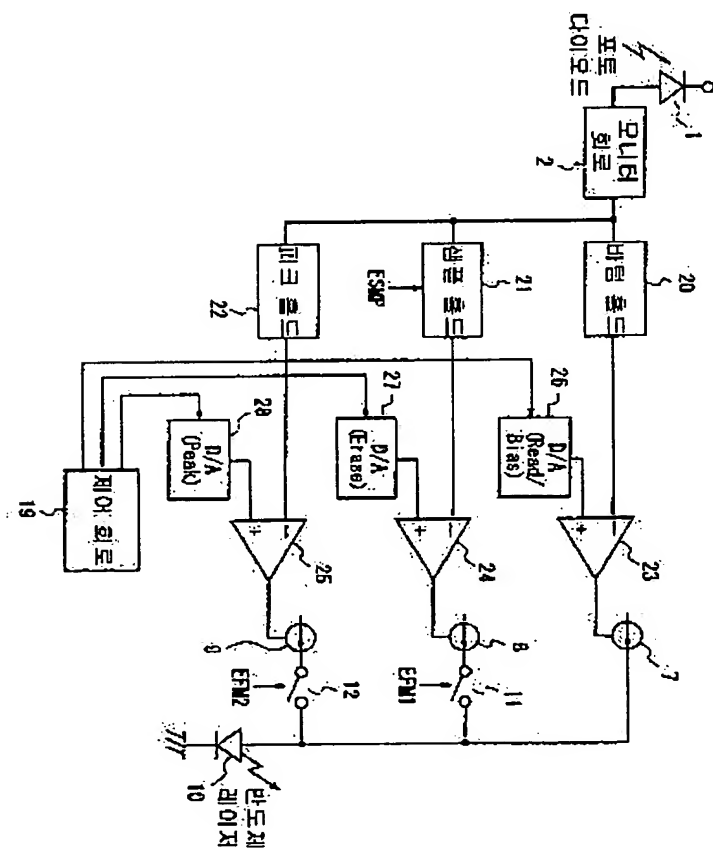 포토
다이오드
1
모니터
회로
2
바텀 홀드
20
샘플 홀드
21
ESMP
피크 홀드
22
D/A
(Read/
Bias)
26
D/A
(Erase)
27
D/A
(Peak)
28
제어 회로
19
-
+
23
-
+
24
-
+
25
7
8
9
EFM1
11
EFM2
12
반도체
레이저
10